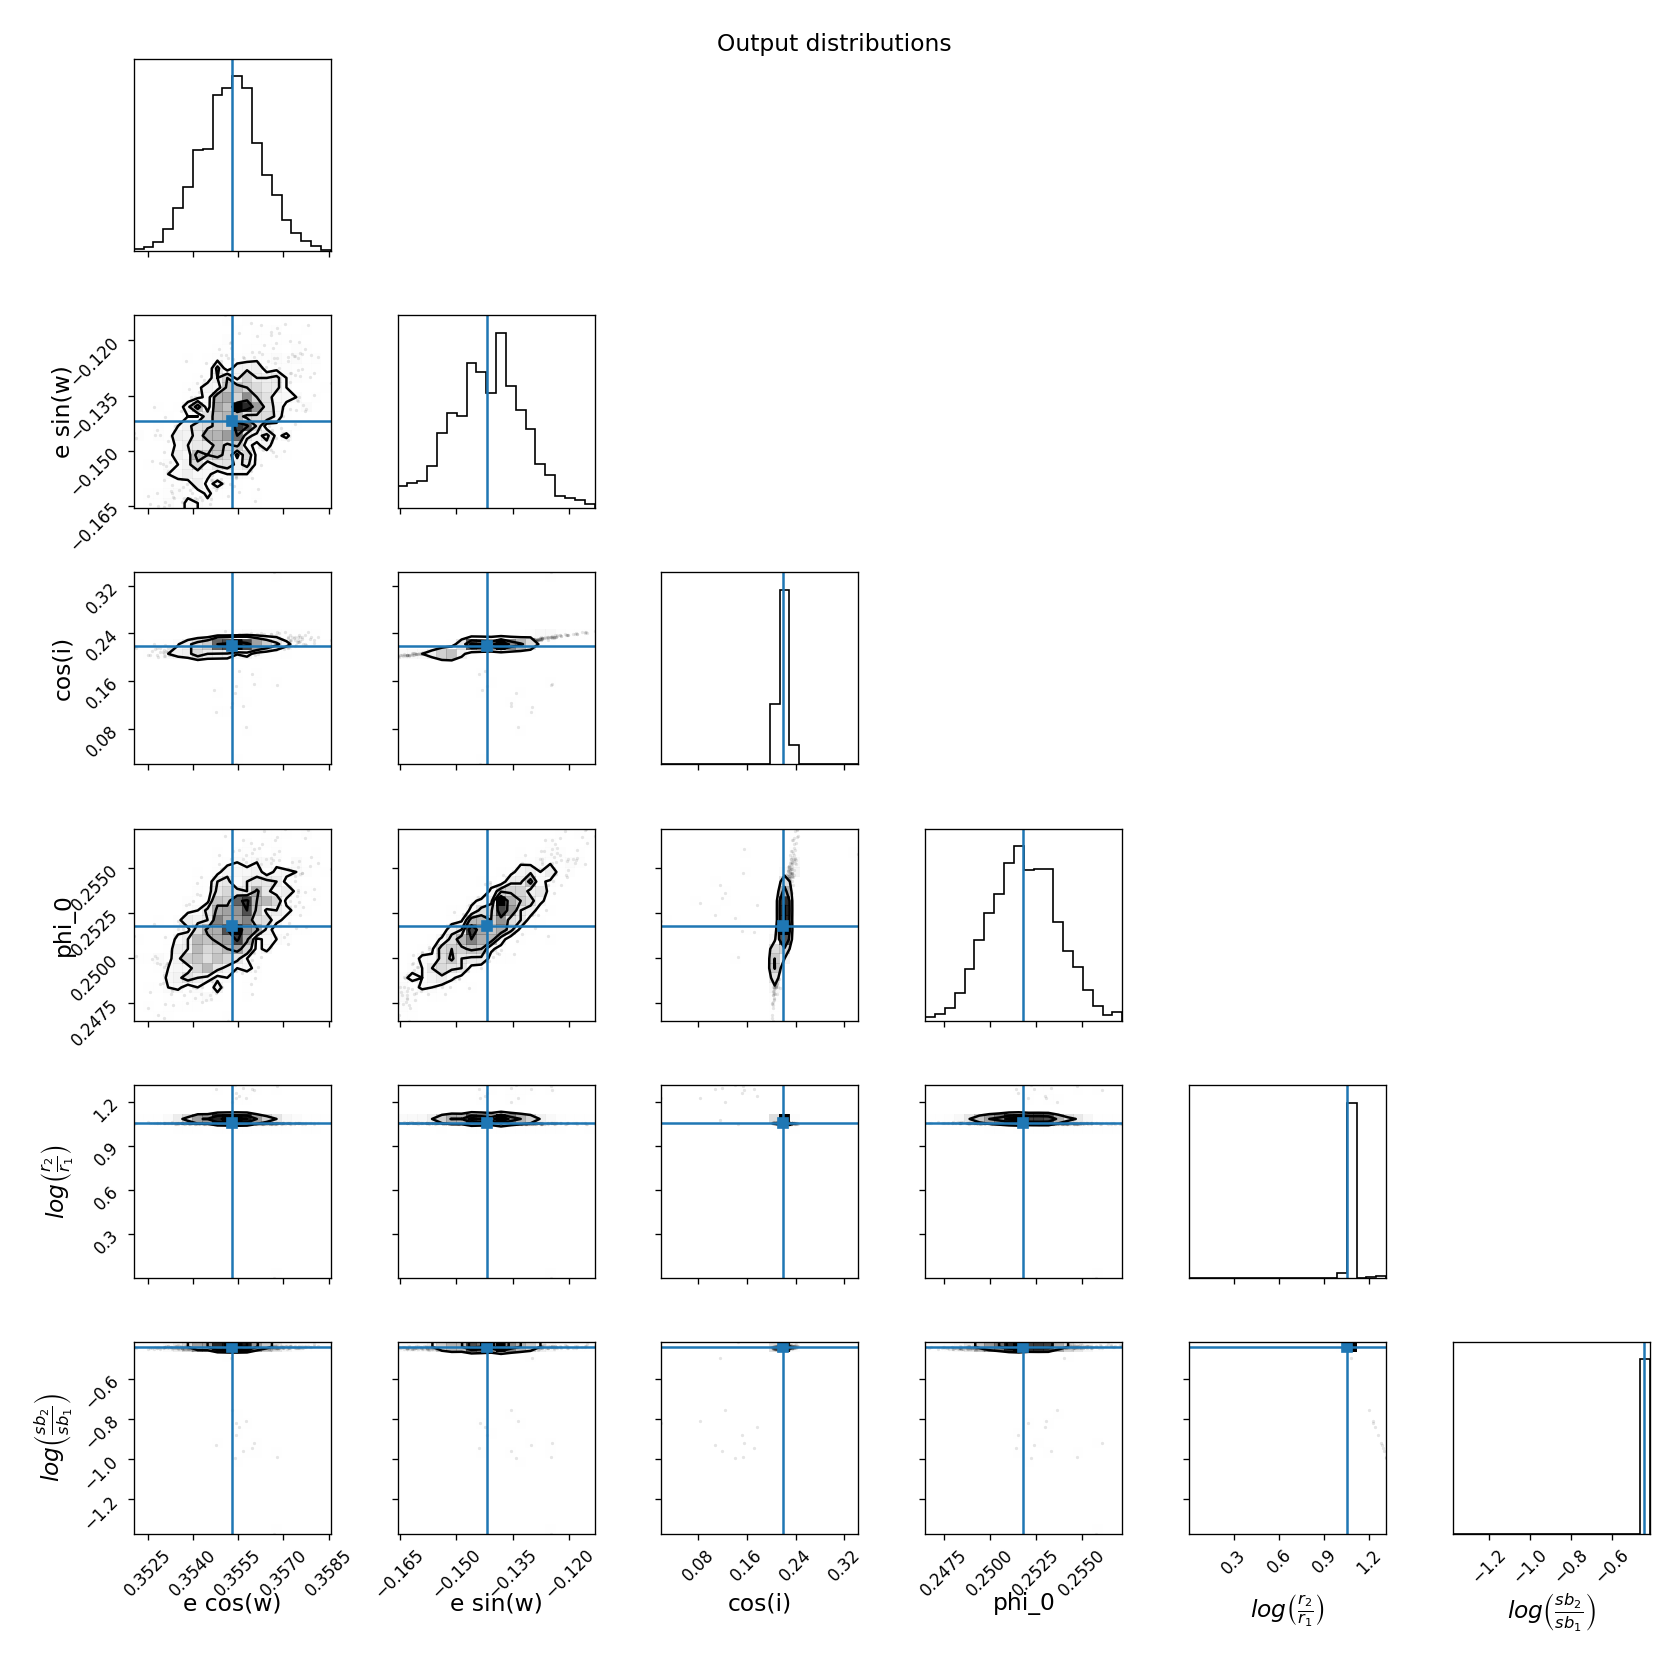 Output distributions
e sin(w)
−0.120
−0.135
−0.150
−0.165
cos(i)
0.32
0.24
0.16
0.08
phi_0
0.2550
0.2525
0.2500
0.2475
log(r₂/r₁)
1.2
0.9
0.6
0.3
log(sb₂/sb₁)
−0.6
−0.8
−1.0
−1.2
0.3525 0.3540 0.3555 0.3570 0.3585
e cos(w)
−0.165 −0.150 −0.135 −0.120
e sin(w)
0.08 0.16 0.24 0.32
cos(i)
0.2475 0.2500 0.2525 0.2550
phi_0
0.3 0.6 0.9 1.2
log(r₂/r₁)
−1.2 −1.0 −0.8 −0.6
log(sb₂/sb₁)